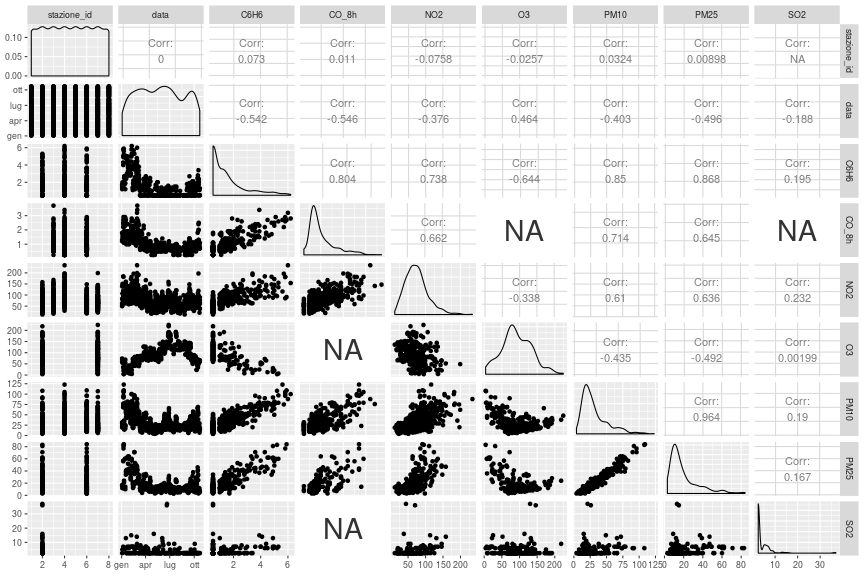 stazione_id data C6H6 CO_8h NO2 O3 PM10 PM25 SO2
0.10
0.05
0.00
Corr: Corr: Corr: Corr: Corr: Corr: Corr: Corr:
0 0.073 0.011 -0.0758 -0.0257 0.0324 0.00898 NA
stazione_id
ott
lug
apr
gen
Corr: Corr: Corr: Corr: Corr: Corr: Corr:
-0.542 -0.546 -0.376 0.464 -0.403 -0.496 -0.188
data
6
4
2
Corr: Corr: Corr: Corr: Corr: Corr:
0.804 0.738 -0.644 0.85 0.868 0.195
C6H6
3
2
1
Corr: NA Corr: Corr: NA
0.662 0.714 0.645
CO_8h
200
150
100
50
0
Corr: Corr: Corr: Corr:
-0.338 0.61 0.636 0.232
NO2
200
150
100
50
0
NA
Corr: Corr: Corr:
-0.435 -0.492 0.00199
O3
125
100
75
50
25
0
Corr: Corr:
0.964 0.19
PM10
80
60
40
20
0
Corr:
0.167
PM25
30
20
10
NA
SO2
2 4 6 8 gen apr lug ott 2 4 6 50 100 150 200 0 50 100 150 200 0 25 50 75 100 125 0 20 40 60 80 10 20 30